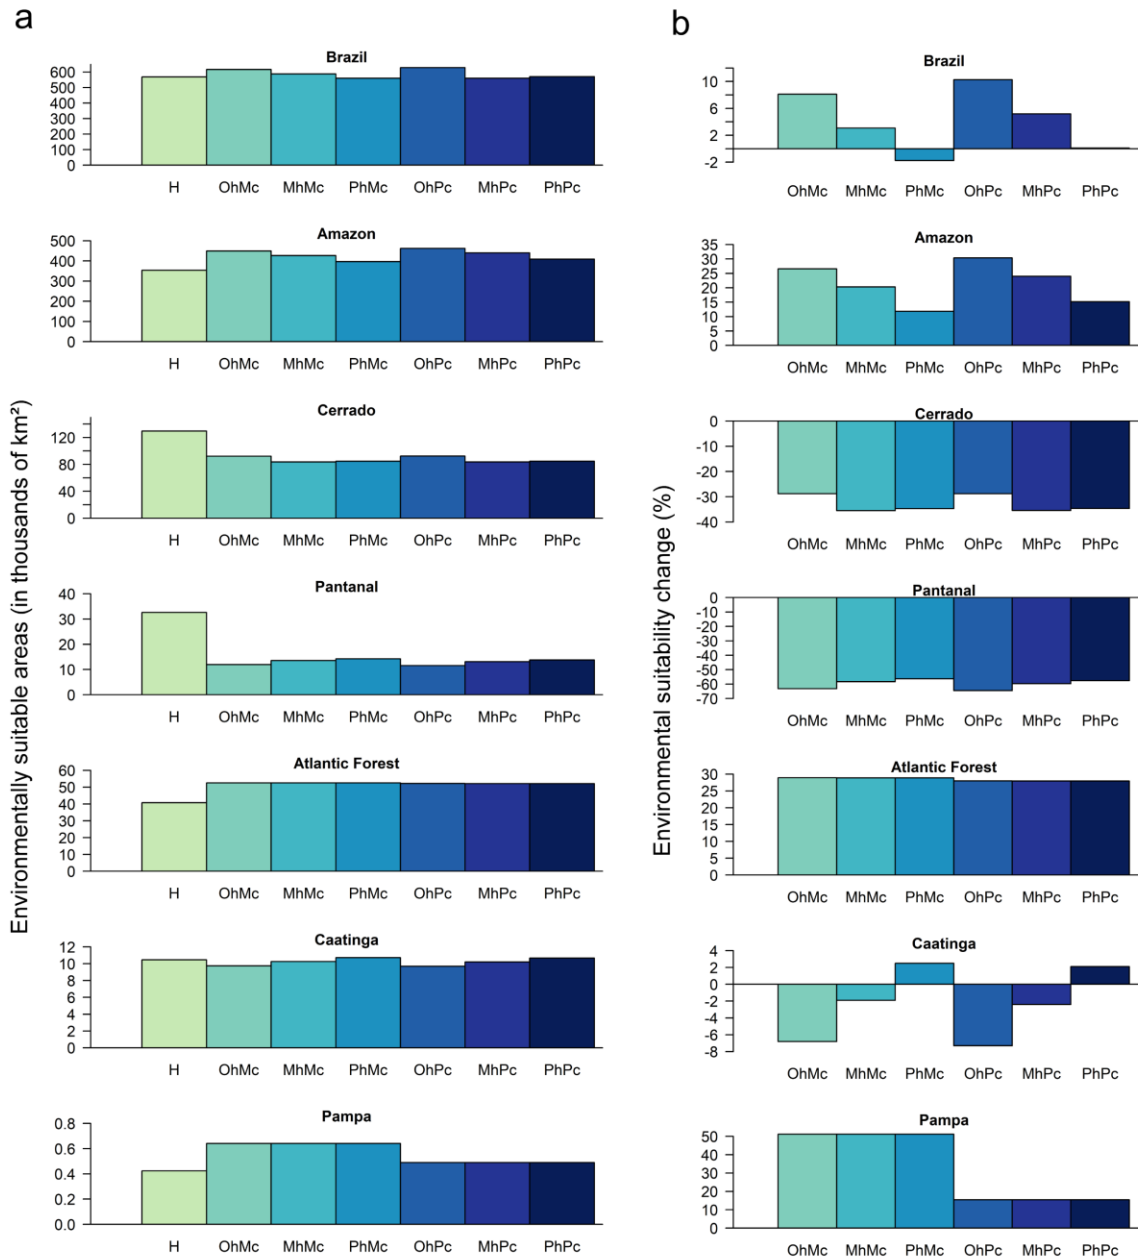 a
Environmentally suitable areas (in thousands of km²)
Brazil
600
500
400
300
200
100
0
H OhMc MhMc PhMc OhPc MhPc PhPc
Amazon
500
400
300
200
100
0
H OhMc MhMc PhMc OhPc MhPc PhPc
Cerrado
120
80
40
0
H OhMc MhMc PhMc OhPc MhPc PhPc
Pantanal
40
30
20
10
0
H OhMc MhMc PhMc OhPc MhPc PhPc
Atlantic Forest
60
50
40
30
20
10
0
H OhMc MhMc PhMc OhPc MhPc PhPc
Caatinga
12
10
8
6
4
2
0
H OhMc MhMc PhMc OhPc MhPc PhPc
Pampa
0.8
0.6
0.4
0.2
0.0
H OhMc MhMc PhMc OhPc MhPc PhPc
b
Environmental suitability change (%)
Brazil
10
6
2
-2
OhMc MhMc PhMc OhPc MhPc PhPc
Amazon
35
30
25
20
15
10
5
0
OhMc MhMc PhMc OhPc MhPc PhPc
Cerrado
0
-10
-20
-30
-40
OhMc MhMc PhMc OhPc MhPc PhPc
Pantanal
0
-10
-20
-30
-40
-50
-60
-70
OhMc MhMc PhMc OhPc MhPc PhPc
Atlantic Forest
30
25
20
15
10
5
0
OhMc MhMc PhMc OhPc MhPc PhPc
Caatinga
4
2
0
-2
-4
-6
-8
OhMc MhMc PhMc OhPc MhPc PhPc
Pampa
50
40
30
20
10
0
OhMc MhMc PhMc OhPc MhPc PhPc